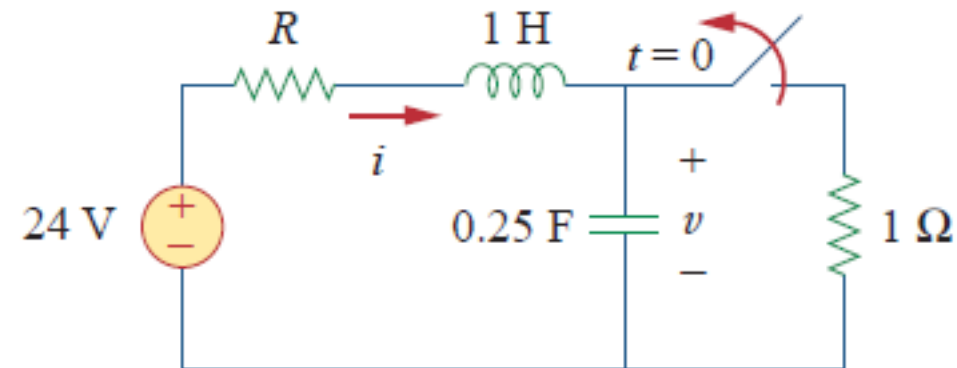 R
1 H
t = 0
i
24 V
+
−
0.25 F
+
v
−
1 Ω